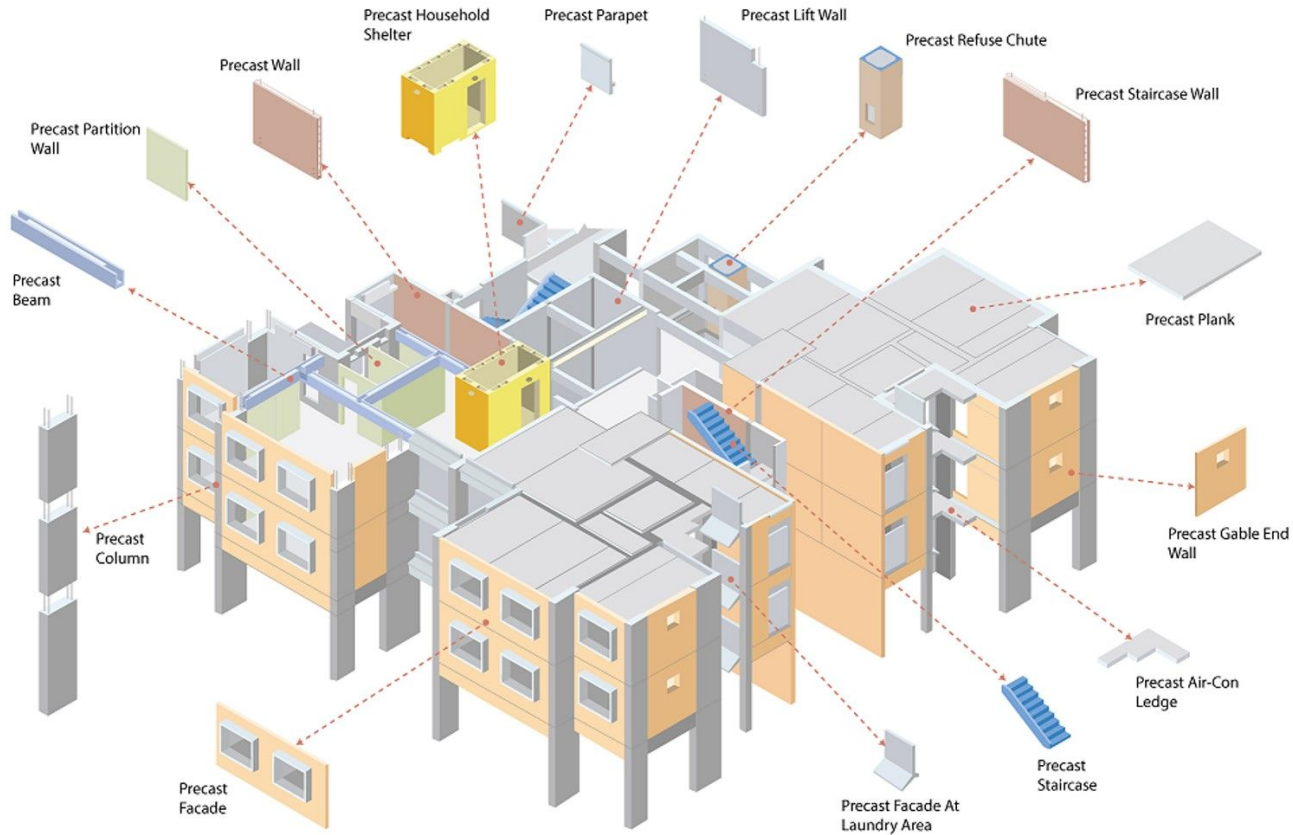 Precast Household
Shelter
Precast Parapet
Precast Lift Wall
Precast Refuse Chute
Precast Wall
Precast Staircase Wall
Precast Partition
Wall
Precast
Beam
Precast Plank
Precast
Column
Precast Gable End
Wall
Precast Air-Con
Ledge
Precast
Staircase
Precast
Facade
Precast Facade At
Laundry Area